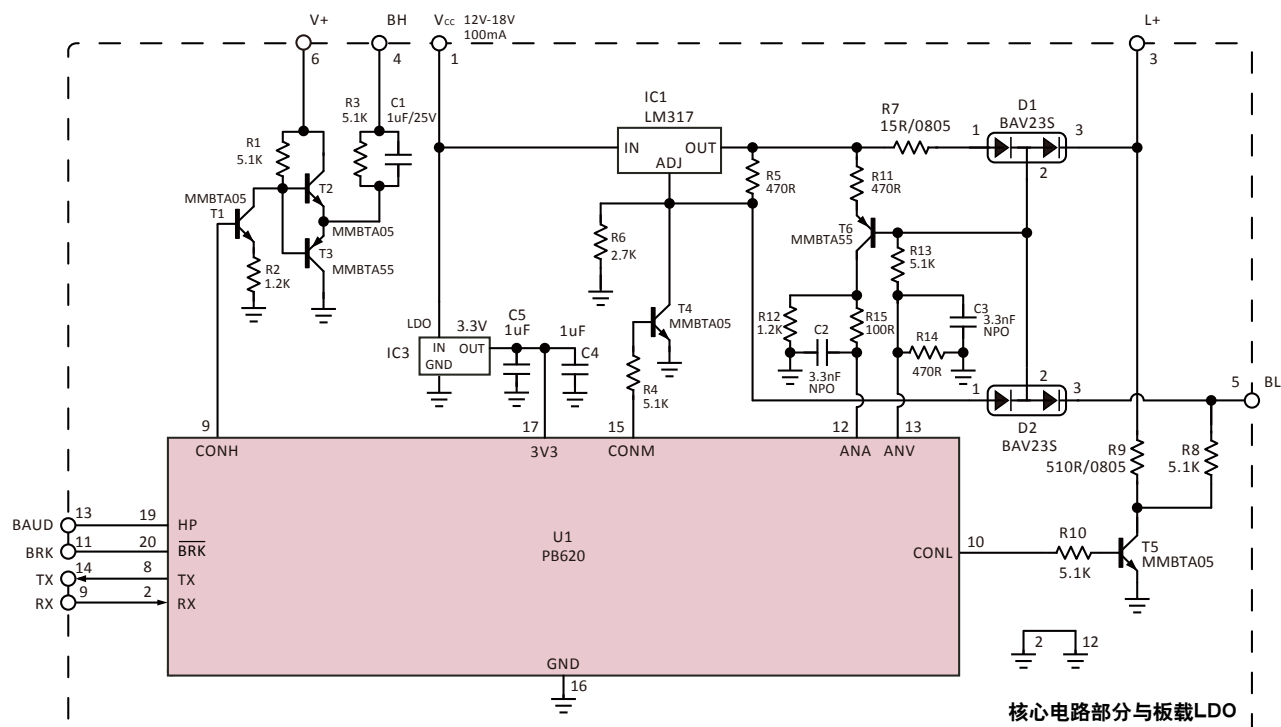 V+
BH
Vcc
12V-18V
100mA
L+
6
4
1
3
R1
5.1K
R3
5.1K
C1
1uF/25V
IC1
LM317
IN
OUT
ADJ
R7
15R/0805
D1
BAV23S
1
3
2
MMBTA05
T1
T2
MMBTA05
T3
MMBTA55
R2
1.2K
R5
470R
R11
470R
T6
MMBTA55
R6
2.7K
R13
5.1K
T4
MMBTA05
R12
1.2K
C2
3.3nF
NPO
R15
100R
R14
470R
C3
3.3nF
NPO
LDO
3.3V
IC3
IN
OUT
GND
C5
1uF
1uF
C4
R4
5.1K
1
2
3
D2
BAV23S
5
BL
9
17
15
12
13
CONH
3V3
CONM
ANA
ANV
R9
510R/0805
R8
5.1K
BAUD
13
19
HP
BRK
11
20
BRK
TX
14
8
TX
RX
9
2
RX
U1
PB620
CONL
10
R10
5.1K
T5
MMBTA05
GND
16
2
12
核心电路部分与板载LDO